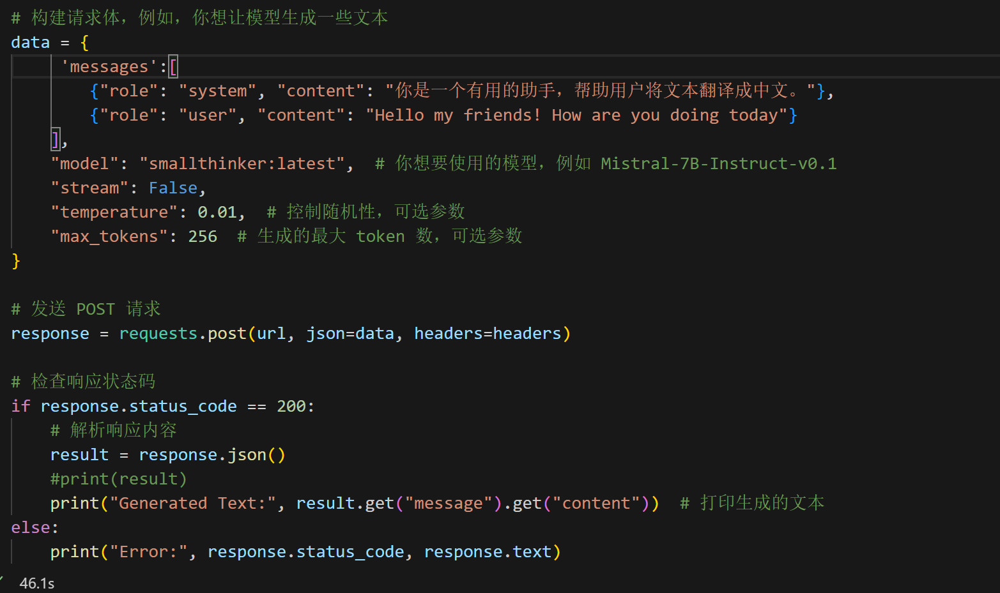 # 构建请求体，例如，你想让模型生成一些文本
data = {
'messages':[
{"role": "system", "content": "你是一个有用的助手，帮助用户将文本翻译成中文。"},
{"role": "user", "content": "Hello my friends! How are you doing today"}
],
"model": "smallthinker:latest",  # 你想要使用的模型，例如 Mistral-7B-Instruct-v0.1
"stream": False,
"temperature": 0.01,  # 控制随机性，可选参数
"max_tokens": 256  # 生成的最大 token 数，可选参数
}
# 发送 POST 请求
response = requests.post(url, json=data, headers=headers)
# 检查响应状态码
if response.status_code == 200:
# 解析响应内容
result = response.json()
#print(result)
print("Generated Text:", result.get("message").get("content"))  # 打印生成的文本
else:
print("Error:", response.status_code, response.text)
46.1s